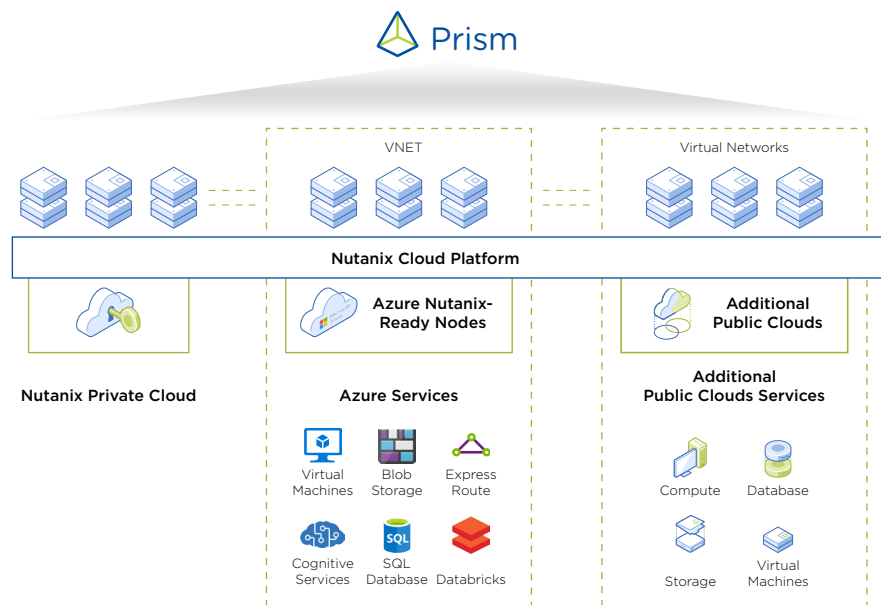 Prism
VNET
Virtual Networks
Nutanix Cloud Platform
Microsoft
Azure
Azure Nutanix-
Ready Nodes
Additional
Public Clouds
Nutanix Private Cloud
Azure Services
Additional
Public Clouds Services
Virtual
Machines
Blob
Storage
Express
Route
Compute
Database
SQL
Cognitive
Services
SQL
Database
Databricks
Storage
Virtual
Machines